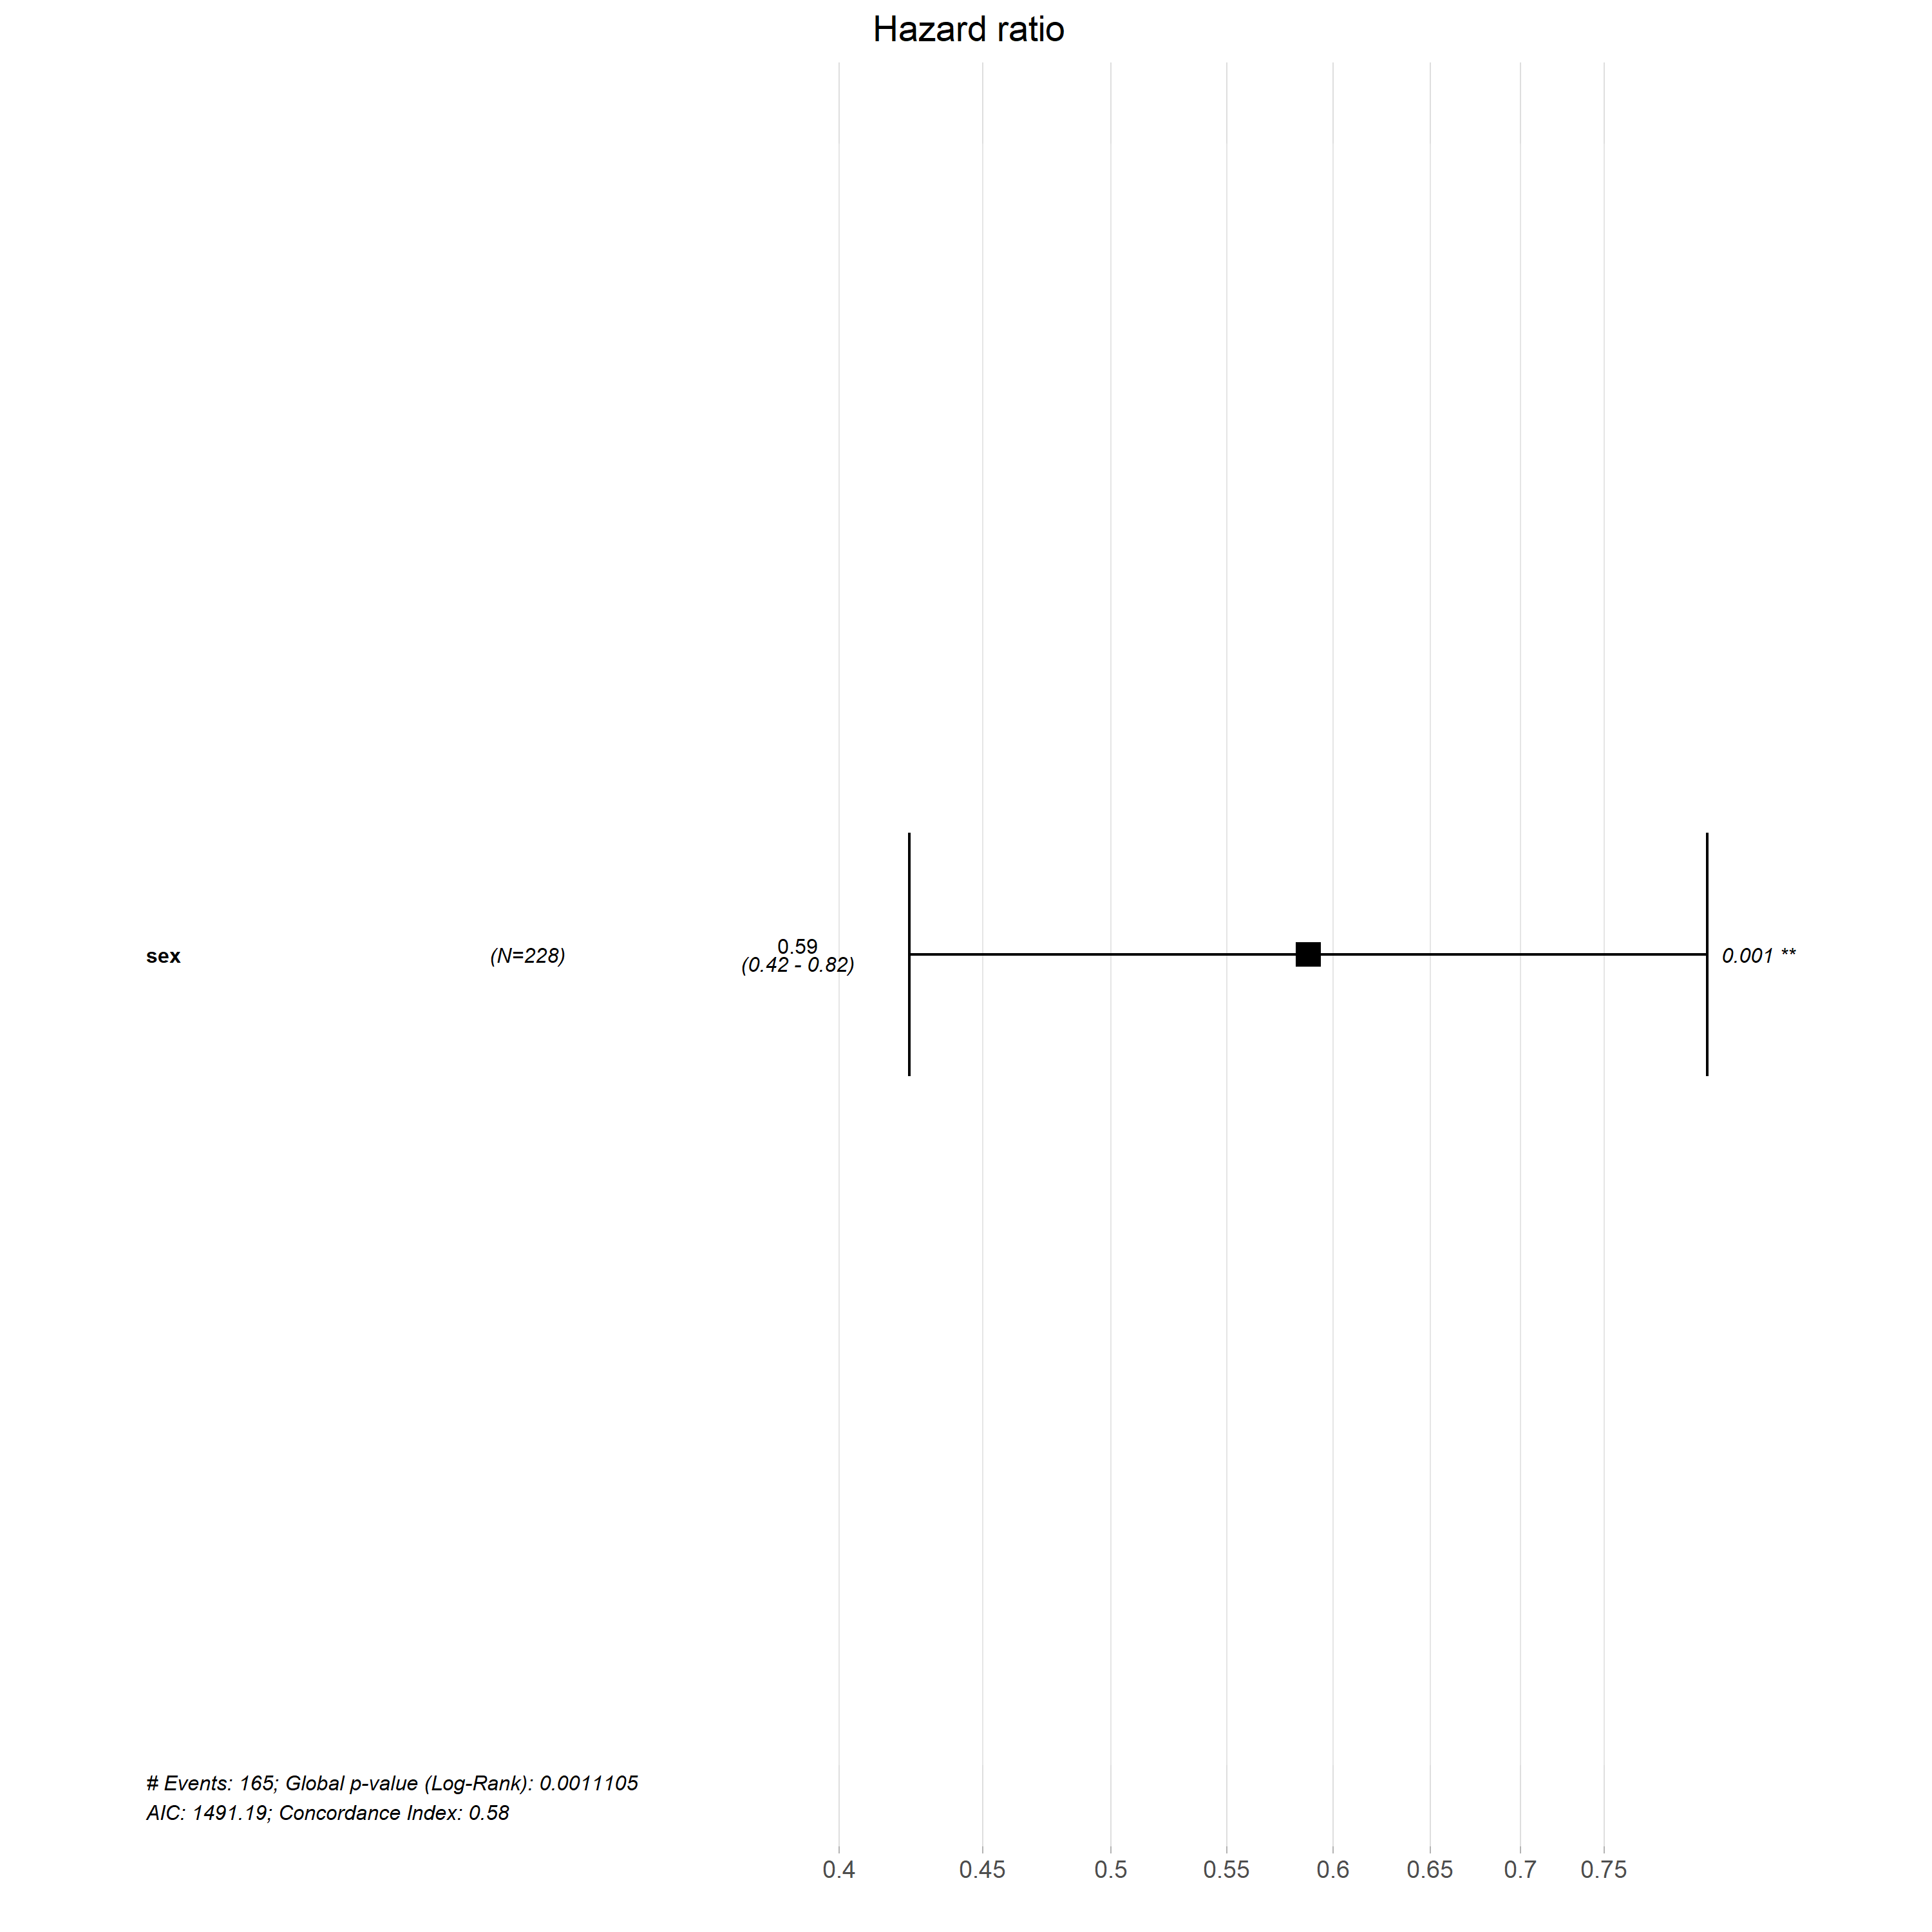 Hazard ratio
sex
(N=228)
0.59
(0.42 - 0.82)
0.001 **
# Events: 165; Global p-value (Log-Rank): 0.0011105
AIC: 1491.19; Concordance Index: 0.58
0.4 0.45 0.5 0.55 0.6 0.65 0.7 0.75